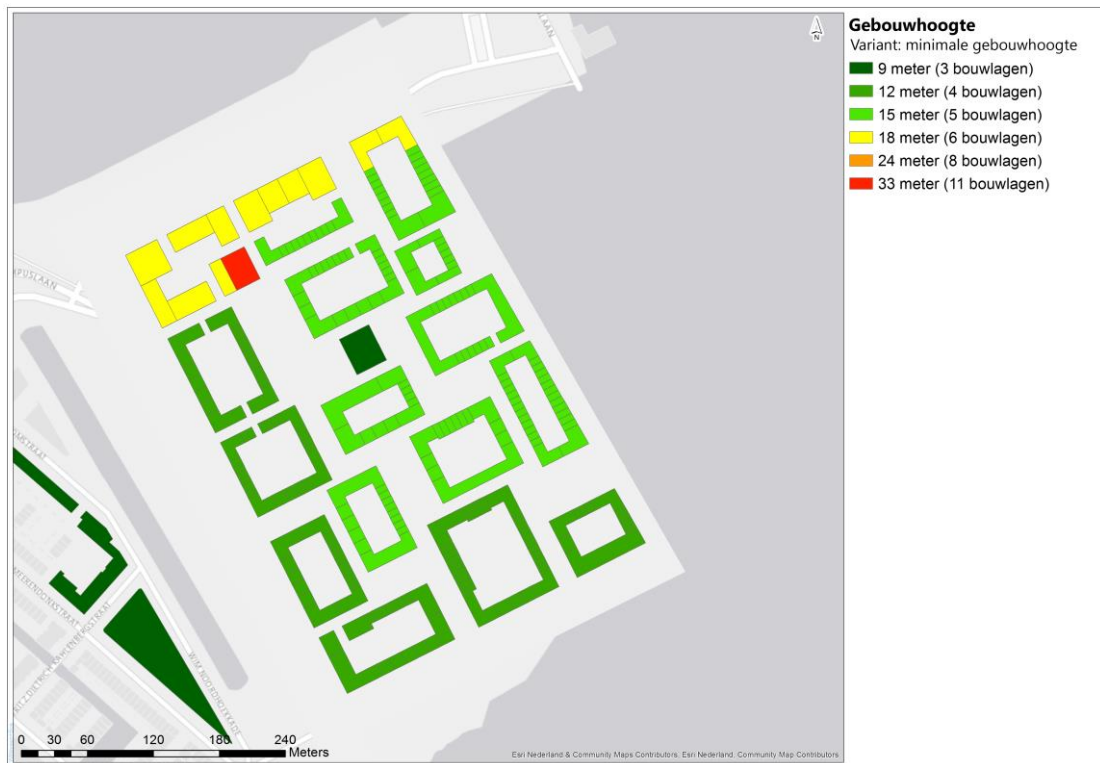 Gebouwhoogte
Variant: minimale gebouwhoogte
9 meter (3 bouwlagen)
12 meter (4 bouwlagen)
15 meter (5 bouwlagen)
18 meter (6 bouwlagen)
24 meter (8 bouwlagen)
33 meter (11 bouwlagen)
N
0 30 60 120 180 240
Meters
Esri Nederland & Community Maps Contributors, Esri Nederland, Community Map Contributors